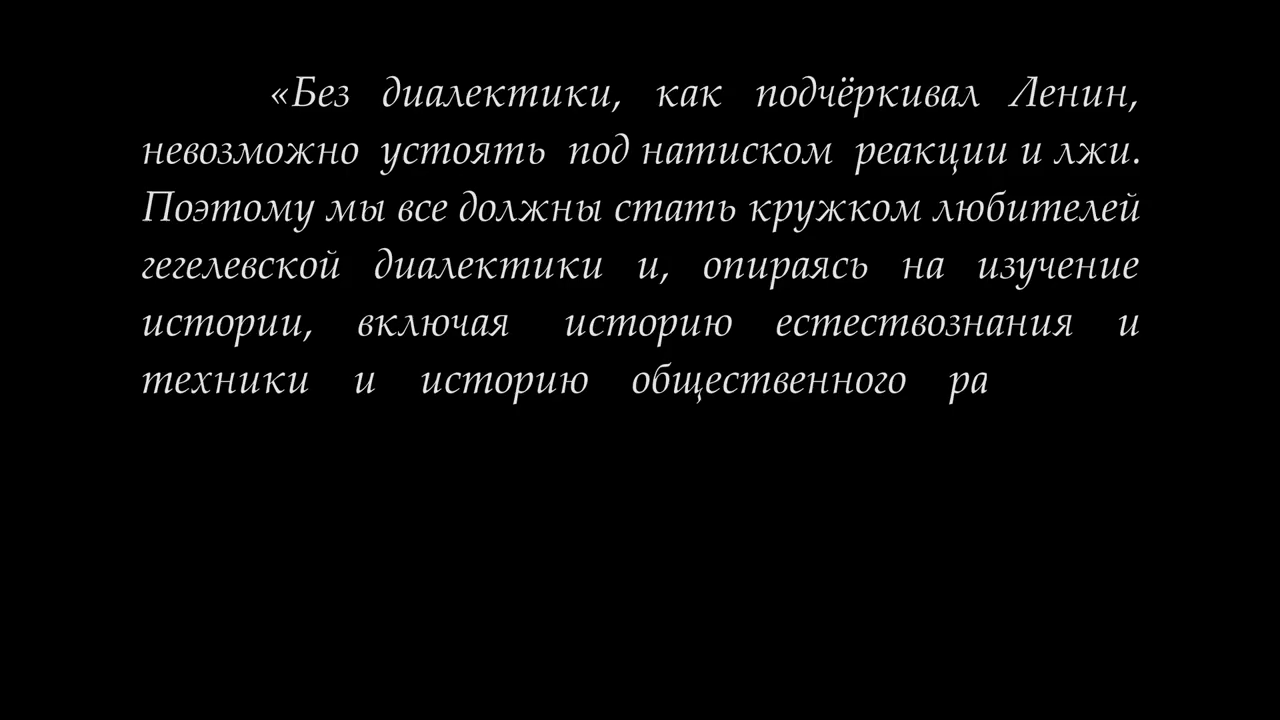 «Без диалектики, как подчёркивал Ленин,
невозможно устоять под натиском реакции и лжи.
Поэтому мы все должны стать кружком любителей
гегелевской диалектики и, опираясь на изучение
истории, включая историю естествознания и
техники и историю общественного ра